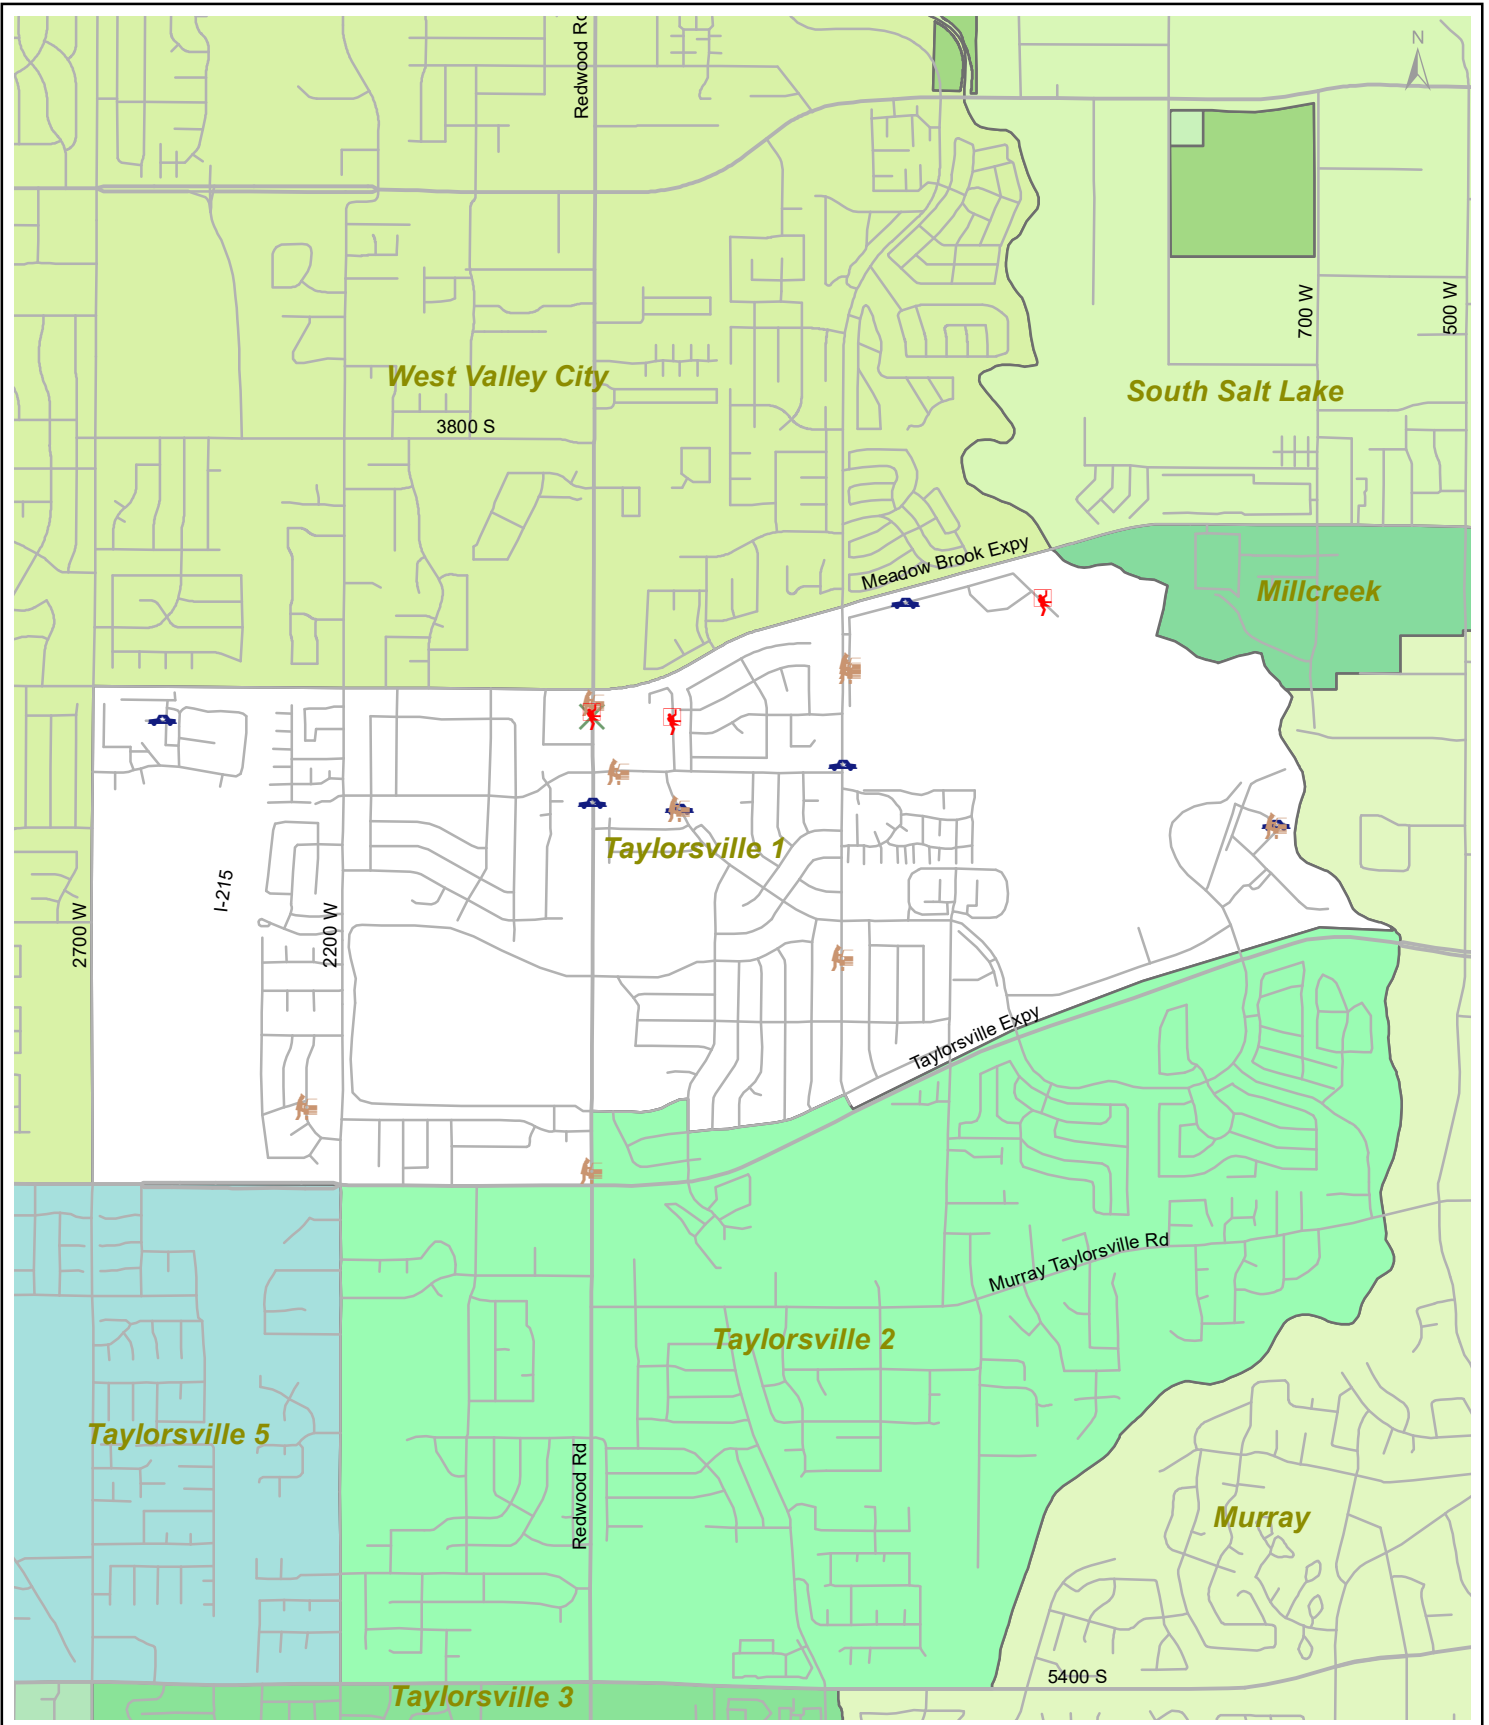 Redwood Rd
N
700 W
500 W
West Valley City
South Salt Lake
3800 S
Meadow Brook Expy
Millcreek
Taylorsville 1
I-215
2700 W
2200 W
Taylorsville Expy
Murray Taylorsville Rd
Taylorsville 2
Taylorsville 5
Redwood Rd
Murray
5400 S
Taylorsville 3